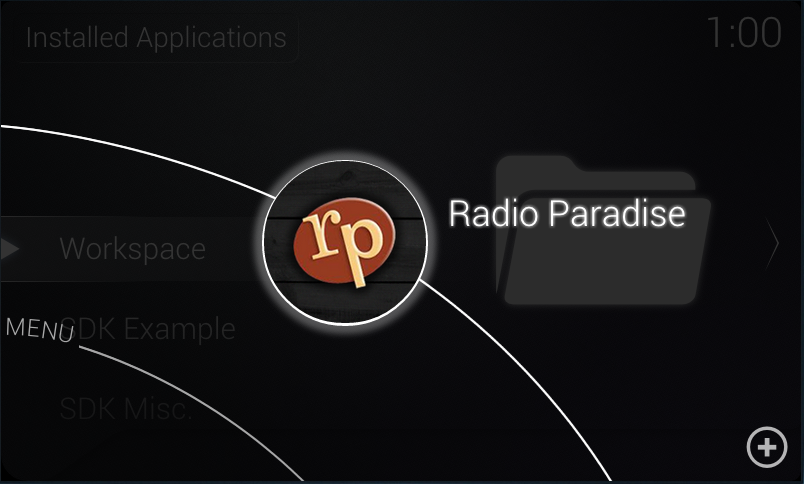 Installed Applications
1:00
rp
Radio Paradise
Workspace
MENU
SDK Example
SDK Misc.